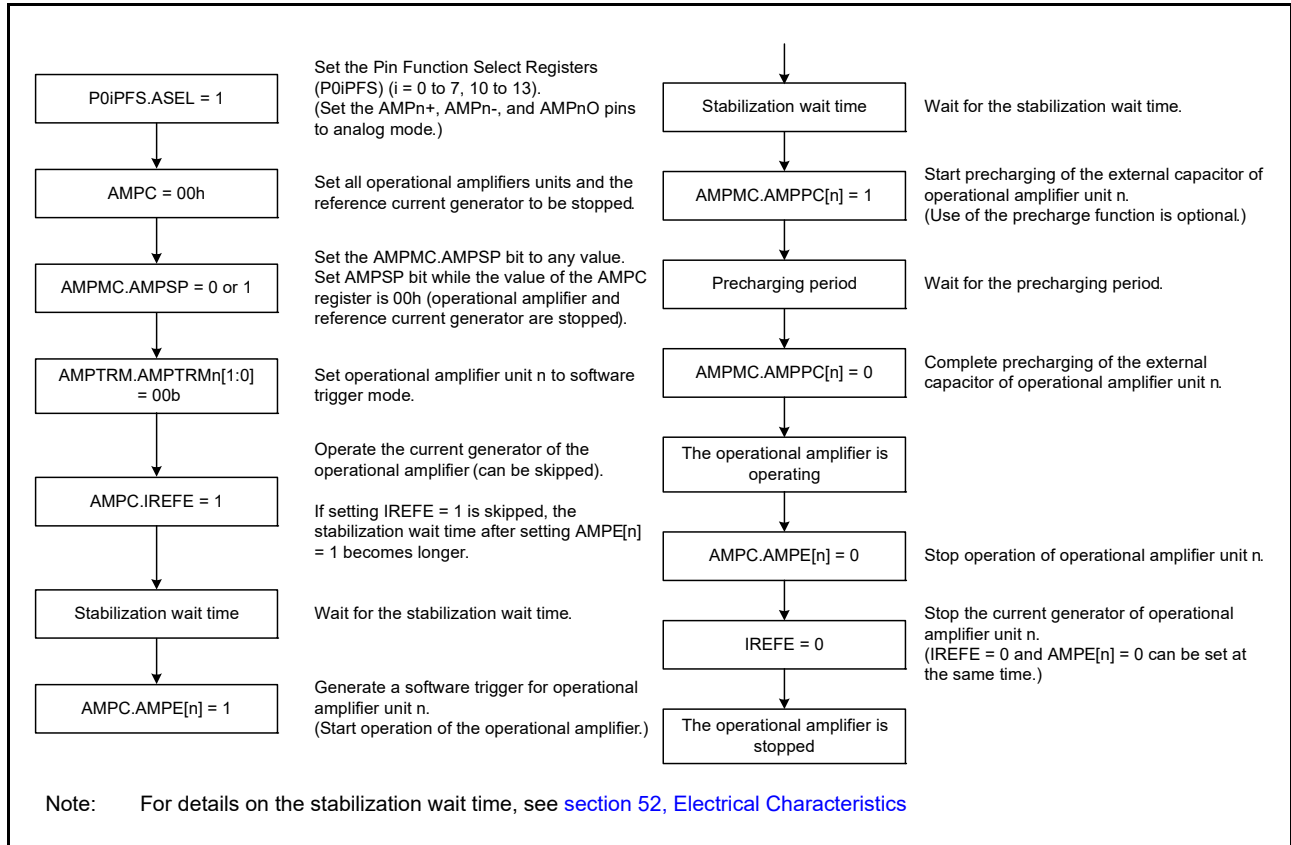 P0iPFS.ASEL = 1
Set the Pin Function Select Registers
(P0iPFS) (i = 0 to 7, 10 to 13).
(Set the AMPn+, AMPn-, and AMPnO pins
to analog mode.)
AMPC = 00h
Set all operational amplifiers units and the
reference current generator to be stopped.
AMPMC.AMPSP = 0 or 1
Set the AMPMC.AMPSP bit to any value.
Set AMPSP bit while the value of the AMPC
register is 00h (operational amplifier and
reference current generator are stopped).
AMPTRM.AMPTRMn[1:0]
= 00b
Set operational amplifier unit n to software
trigger mode.
AMPC.IREFE = 1
Operate the current generator of the
operational amplifier (can be skipped).
If setting IREFE = 1 is skipped, the
stabilization wait time after setting AMPE[n]
= 1 becomes longer.
Stabilization wait time
Wait for the stabilization wait time.
AMPC.AMPE[n] = 1
Generate a software trigger for operational
amplifier unit n.
(Start operation of the operational amplifier.)
Stabilization wait time
Wait for the stabilization wait time.
AMPMC.AMPPC[n] = 1
Start precharging of the external capacitor of
operational amplifier unit n.
(Use of the precharge function is optional.)
Precharging period
Wait for the precharging period.
AMPMC.AMPPC[n] = 0
Complete precharging of the external
capacitor of operational amplifier unit n.
The operational amplifier is
operating
AMPC.AMPE[n] = 0
Stop operation of operational amplifier unit n.
IREFE = 0
Stop the current generator of operational
amplifier unit n.
(IREFE = 0 and AMPE[n] = 0 can be set at
the same time.)
The operational amplifier is
stopped
Note: For details on the stabilization wait time, see section 52, Electrical Characteristics